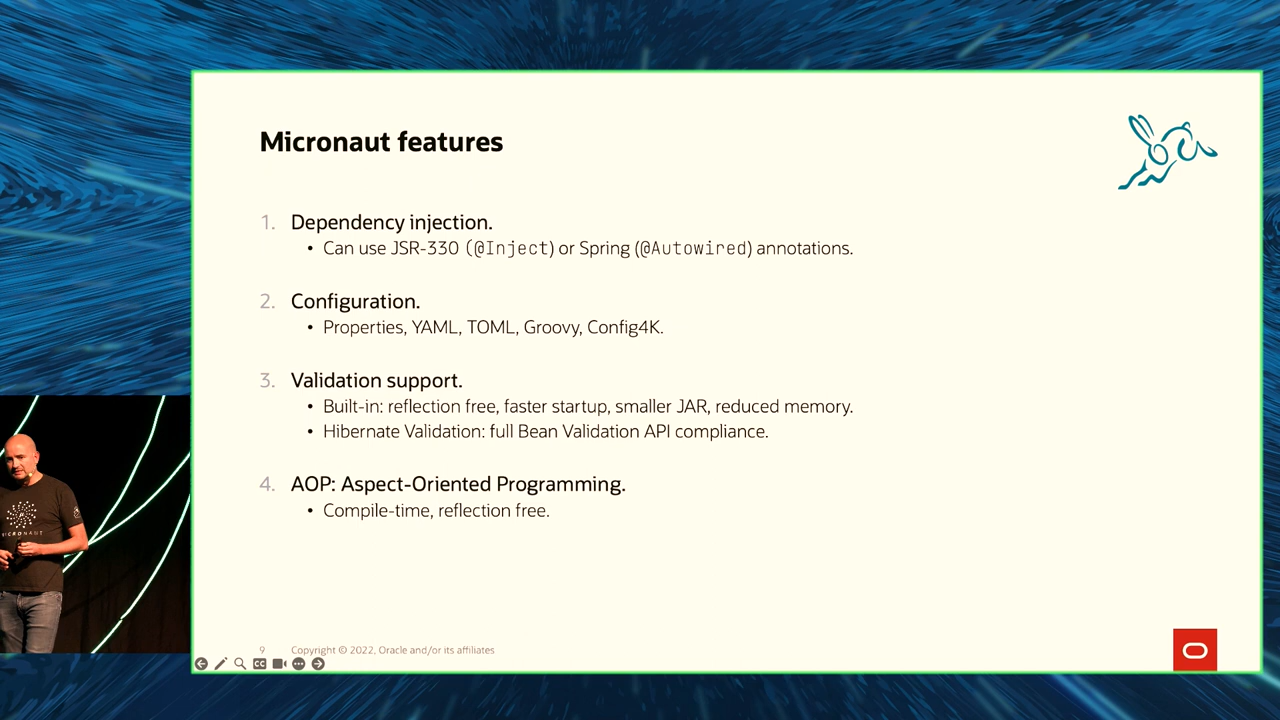 Micronaut features
1. Dependency injection.
• Can use JSR-330 (@Inject) or Spring (@Autowired) annotations.
2. Configuration.
• Properties, YAML, TOML, Groovy, Config4K.
3. Validation support.
• Built-in: reflection free, faster startup, smaller JAR, reduced memory.
• Hibernate Validation: full Bean Validation API compliance.
4. AOP: Aspect-Oriented Programming.
• Compile-time, reflection free.
MICRONAUT
9 Copyright © 2022, Oracle and/or its affiliates
CC